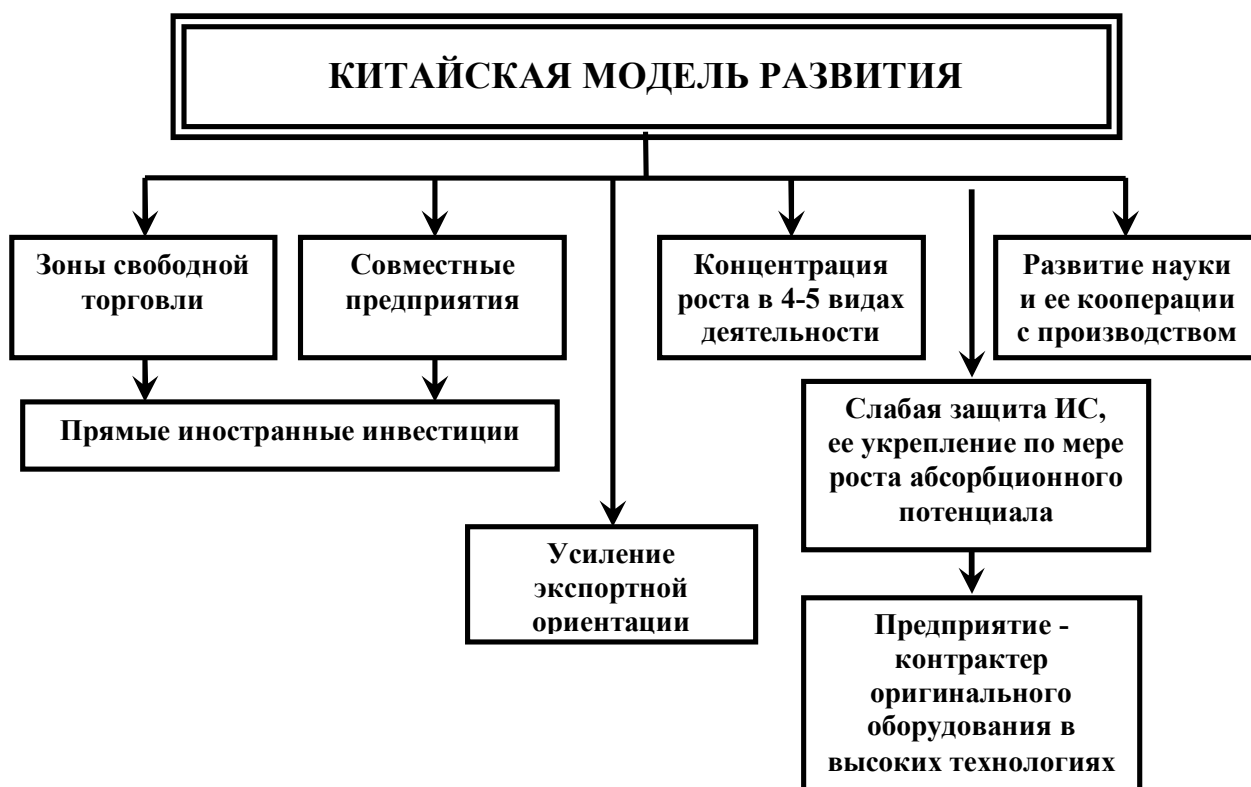 КИТАЙСКАЯ МОДЕЛЬ РАЗВИТИЯ
Зоны свободной
торговли
Совместные
предприятия
Концентрация
роста в 4-5 видах
деятельности
Развитие науки
и ее кооперации
с производством
Прямые иностранные инвестиции
Слабая защита ИС,
ее укрепление по мере
роста абсорбционного
потенциала
Усиление
экспортной
ориентации
Предприятие -
контрактер
оригинального
оборудования в
высоких технологиях